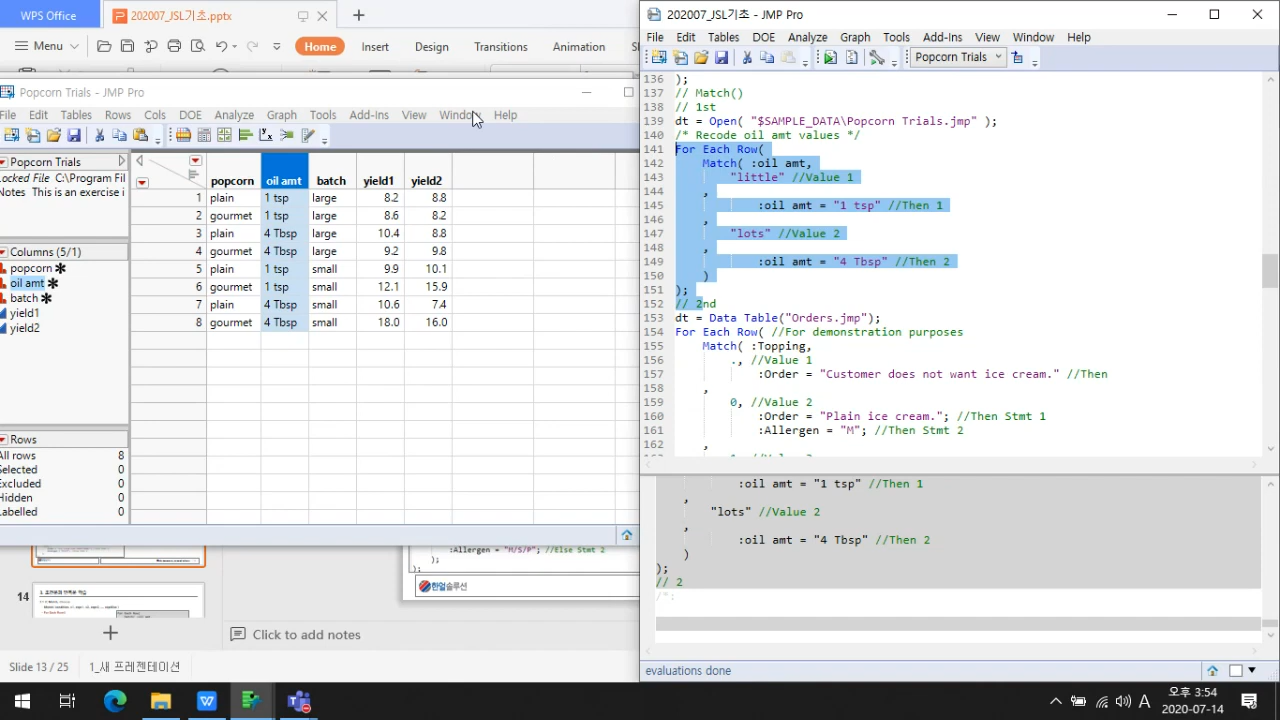 WPS Office
202007_JSL기초.pptx
Menu
Home
Insert
Design
Transitions
Animation
Popcorn Trials - JMP Pro
File Edit Tables Rows Cols DOE Analyze Graph Tools Add-Ins View Window Help
Popcorn Trials
Locked File C:\Program Fil
Notes This is an exercise i
Columns (5/1)
popcorn
oil amt
batch
yield1
yield2
Rows
All rows 8
Selected 0
Excluded 0
Hidden 0
Labelled 0
popcorn oil amt batch yield1 yield2
1 plain 1 tsp large 8.2 8.8
2 gourmet 1 tsp large 8.6 8.2
3 plain 4 Tbsp large 10.4 8.8
4 gourmet 4 Tbsp large 9.2 9.8
5 plain 1 tsp small 9.9 10.1
6 gourmet 1 tsp small 12.1 15.9
7 plain 4 Tbsp small 10.6 7.4
8 gourmet 4 Tbsp small 18.0 16.0
:Allergen = "M/S/P"; //Else Stmt 2
);
);
한얼솔루션
14
Click to add notes
Slide 13 / 25
1_새 프레젠테이션
202007_JSL기초 - JMP Pro
File Edit Tables DOE Analyze Graph Tools Add-Ins View Window Help
Popcorn Trials
136 );
137 // Match()
138 // 1st
139 dt = Open( "$SAMPLE_DATA\Popcorn Trials.jmp" );
140 /* Recode oil amt values */
141 For Each Row(
142 Match( :oil amt,
143 "little" //Value 1
144 ,
145 :oil amt = "1 tsp" //Then 1
146 ,
147 "lots" //Value 2
148 ,
149 :oil amt = "4 Tbsp" //Then 2
150 )
151 );
152 // 2nd
153 dt = Data Table("Orders.jmp");
154 For Each Row( //For demonstration purposes
155 Match( :Topping,
156 ., //Value 1
157 :Order = "Customer does not want ice cream." //Then
158 ,
159 0, //Value 2
160 :Order = "Plain ice cream."; //Then Stmt 1
161 :Allergen = "M"; //Then Stmt 2
162 ,
:oil amt = "1 tsp" //Then 1
,
"lots" //Value 2
,
:oil amt = "4 Tbsp" //Then 2
)
);
// 2
/*:
evaluations done
A
오후 3:54
2020-07-14